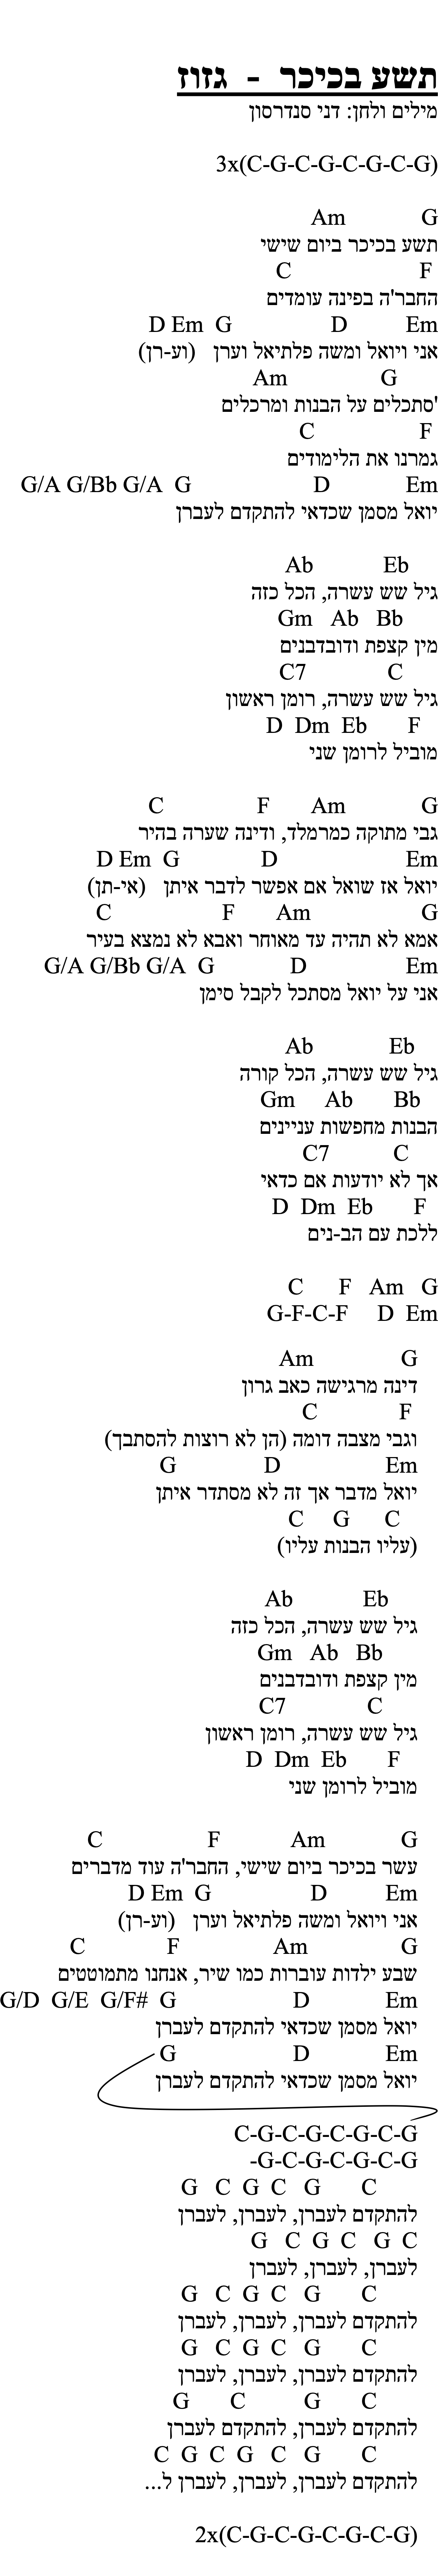 תשע בכיכר - גזוז
מילים ולחן: דני סנדרסון
3x(C-G-C-G-C-G-C-G)
Am G
תשע בכיכר ביום שישי
C F
החבר'ה בפינה עומדים
D Em G D Em
אני ויואל ומשה פלתיאל וערן (וע-רן)
Am G
'סתכלים על הבנות ומרכלים
C F
גמרנו את הלימודים
G/A G/Bb G/A G D Em
יואל מסמן שכדאי להתקדם לעברן
Ab Eb
גיל שש עשרה, הכל כזה
Gm Ab Bb
מין קצפת ודובדבנים
C7 C
גיל שש עשרה, רומן ראשון
D Dm Eb F
מוביל לרומן שני
C F Am G
גבי מתוקה כמרמלד, ודינה שערה בהיר
D Em G D Em
יואל אז שואל אם אפשר לדבר איתן (אי-תן)
C F Am G
אמא לא תהיה עד מאוחר ואבא לא נמצא בעיר
G/A G/Bb G/A G D Em
אני על יואל מסתכל לקבל סימן
Ab Eb
גיל שש עשרה, הכל קורה
Gm Ab Bb
הבנות מחפשות עניינים
C7 C
אך לא יודעות אם כדאי
D Dm Eb F
ללכת עם הב-נים
C F Am G
G-F-C-F D Em
Am G
דינה מרגישה כאב גרון
C F
וגבי מצבה דומה (הן לא רוצות להסתבך)
G D Em
יואל מדבר אך זה לא מסתדר איתן
C G C
(עליו הבנות עליו)
Ab Eb
גיל שש עשרה, הכל כזה
Gm Ab Bb
מין קצפת ודובדבנים
C7 C
גיל שש עשרה, רומן ראשון
D Dm Eb F
מוביל לרומן שני
C F Am G
עשר בכיכר ביום שישי, החבר'ה עוד מדברים
D Em G D Em
אני ויואל ומשה פלתיאל וערן (וע-רן)
C F Am G
שבע ילדות עוברות כמו שיר, אנחנו מתמוטטים
G/D G/E G/F# G D Em
יואל מסמן שכדאי להתקדם לעברן
G D Em
יואל מסמן שכדאי להתקדם לעברן
C-G-C-G-C-G-C-G
-G-C-G-C-G-C-G
G C G C G C
להתקדם לעברן, לעברן, לעברן
G C G C G C
לעברן, לעברן, לעברן
G C G C G C
להתקדם לעברן, לעברן, לעברן
G C G C G C
להתקדם לעברן, לעברן, לעברן
G C G C
להתקדם לעברן, להתקדם לעברן
C G C G C G C
להתקדם לעברן, לעברן, לעברן ל...
2x(C-G-C-G-C-G-C-G)